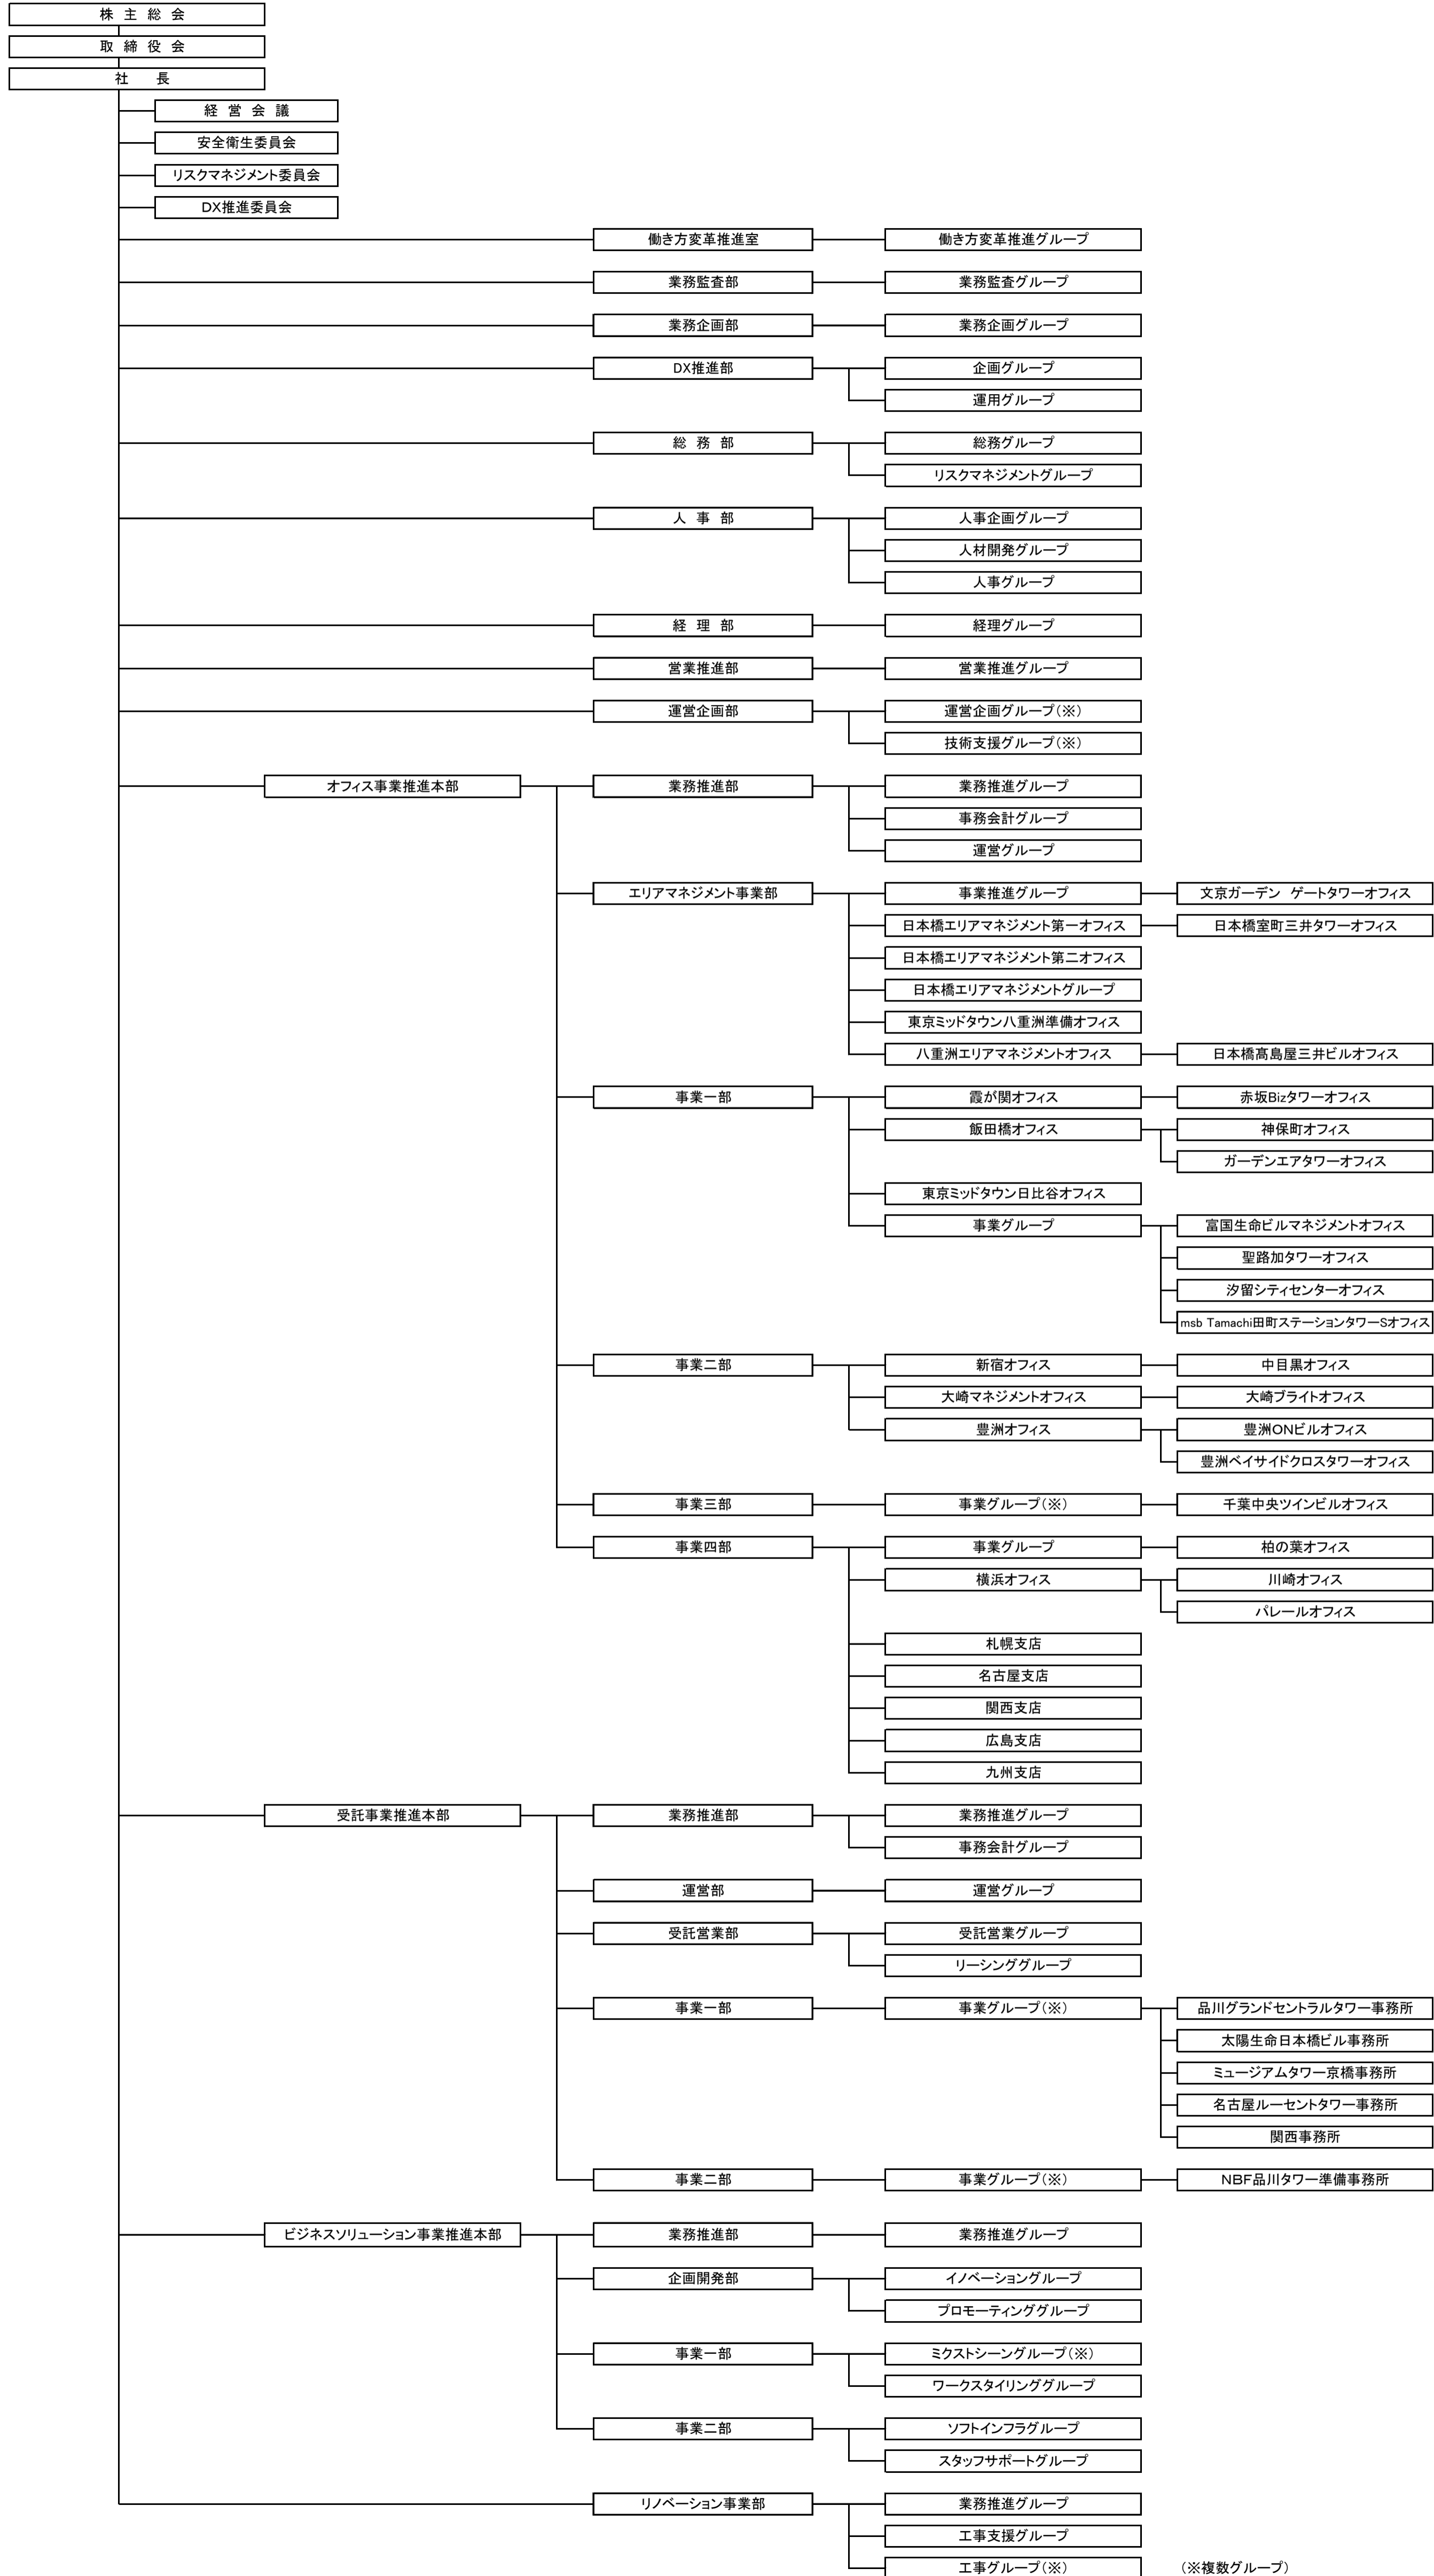 株 主 総 会
取 締 役 会
社　　長
経 営 会 議
安全衛生委員会
リスクマネジメント委員会
DX推進委員会
働き方変革推進室 働き方変革推進グループ
業務監査部 業務監査グループ
業務企画部 業務企画グループ
DX推進部 企画グループ
運用グループ
総 務 部 総務グループ
リスクマネジメントグループ
人 事 部 人事企画グループ
人材開発グループ
人事グループ
経 理 部 経理グループ
営業推進部 営業推進グループ
運営企画部 運営企画グループ（※）
技術支援グループ（※）
オフィス事業推進本部 業務推進部 業務推進グループ
事務会計グループ
運営グループ
エリアマネジメント事業部 事業推進グループ 文京ガーデン　ゲートタワーオフィス
日本橋エリアマネジメント第一オフィス 日本橋室町三井タワーオフィス
日本橋エリアマネジメント第二オフィス
日本橋エリアマネジメントグループ
東京ミッドタウン八重洲準備オフィス
八重洲エリアマネジメントオフィス 日本橋髙島屋三井ビルオフィス
事業一部 霞が関オフィス 赤坂Bizタワーオフィス
飯田橋オフィス 神保町オフィス
ガーデンエアタワーオフィス
東京ミッドタウン日比谷オフィス
事業グループ 富国生命ビルマネジメントオフィス
聖路加タワーオフィス
汐留シティセンターオフィス
msb Tamachi田町ステーションタワーSオフィス
事業二部 新宿オフィス 中目黒オフィス
大崎マネジメントオフィス 大崎ブライトオフィス
豊洲オフィス 豊洲ONビルオフィス
豊洲ベイサイドクロスタワーオフィス
事業三部 事業グループ（※） 千葉中央ツインビルオフィス
事業四部 事業グループ 柏の葉オフィス
横浜オフィス 川崎オフィス
パレールオフィス
札幌支店
名古屋支店
関西支店
広島支店
九州支店
受託事業推進本部 業務推進部 業務推進グループ
事務会計グループ
運営部 運営グループ
受託営業部 受託営業グループ
リーシンググループ
事業一部 事業グループ（※） 品川グランドセントラルタワー事務所
太陽生命日本橋ビル事務所
ミュージアムタワー京橋事務所
名古屋ルーセントタワー事務所
関西事務所
事業二部 事業グループ（※） NBF品川タワー準備事務所
ビジネスソリューション事業推進本部 業務推進部 業務推進グループ
企画開発部 イノベーショングループ
プロモーティンググループ
事業一部 ミクストシーングループ（※）
ワークスタイリンググループ
事業二部 ソフトインフラグループ
スタッフサポートグループ
リノベーション事業部 業務推進グループ
工事支援グループ
工事グループ（※） （※複数グループ）